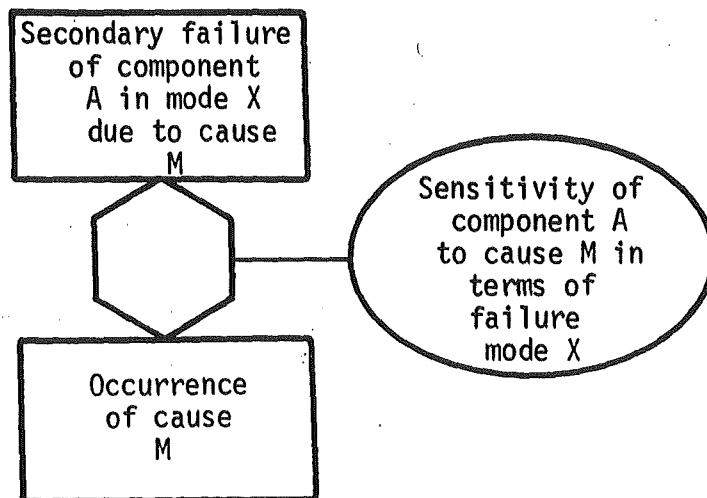 Secondary failure
of component
A in mode X
due to cause
M
Sensitivity of
component A
to cause M in
terms of
failure
mode X
Occurrence
of cause
M